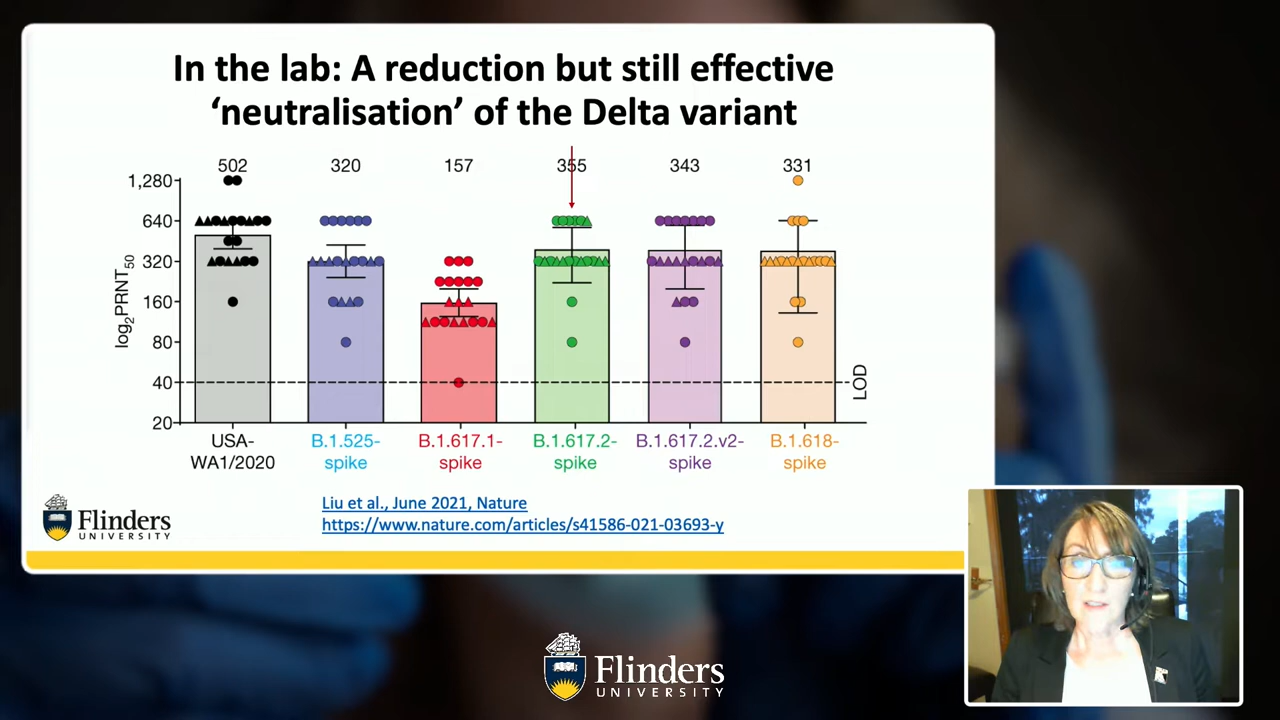 In the lab: A reduction but still effective
‘neutralisation’ of the Delta variant
502 320 157 355 343 331
1,280
640
320
160
80
40
20
log2PRNT50
LOD
USA-
WA1/2020
B.1.525-
spike
B.1.617.1-
spike
B.1.617.2-
spike
B.1.617.2.v2-
spike
B.1.618-
spike
Liu et al., June 2021, Nature
https://www.nature.com/articles/s41586-021-03693-y
Flinders
UNIVERSITY
Flinders
UNIVERSITY